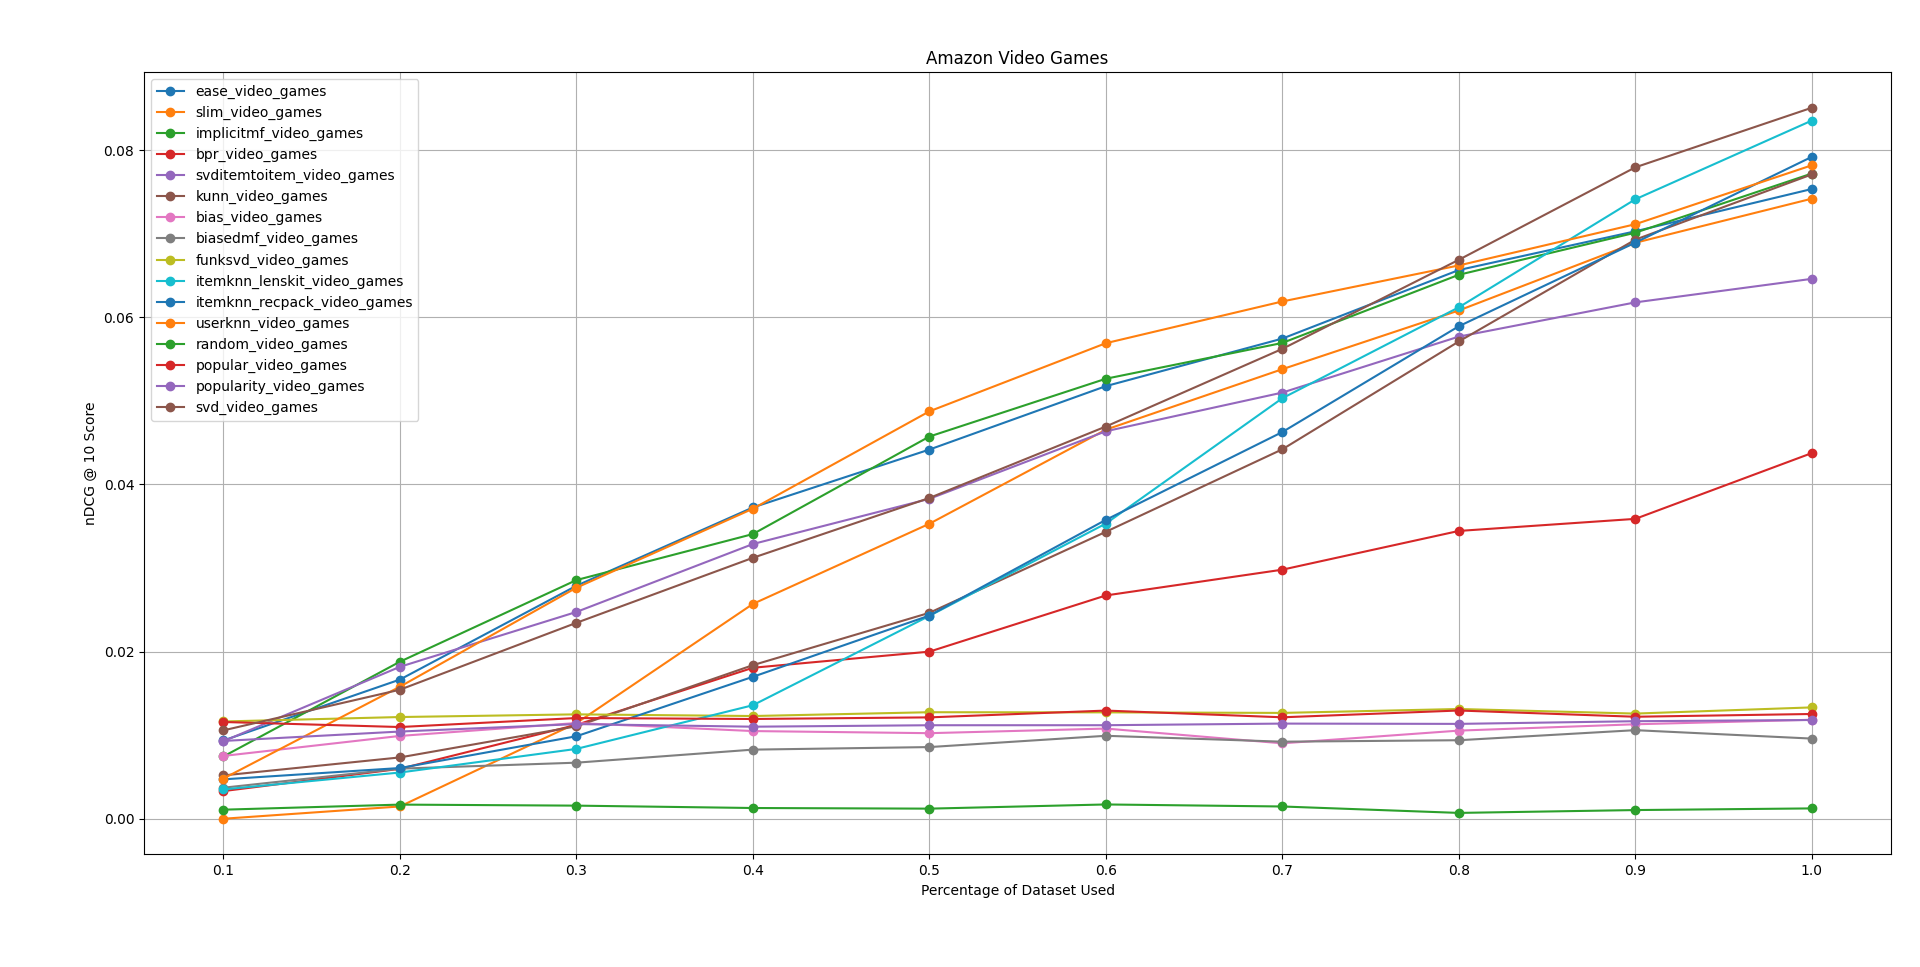 Amazon Video Games
ease_video_games
slim_video_games
implicitmf_video_games
bpr_video_games
svditemtoitem_video_games
kunn_video_games
bias_video_games
biasedmf_video_games
funksvd_video_games
itemknn_lenskit_video_games
itemknn_recpack_video_games
userknn_video_games
random_video_games
popular_video_games
popularity_video_games
svd_video_games
nDCG @ 10 Score
0.08
0.06
0.04
0.02
0.00
0.1 0.2 0.3 0.4 0.5 0.6 0.7 0.8 0.9 1.0
Percentage of Dataset Used